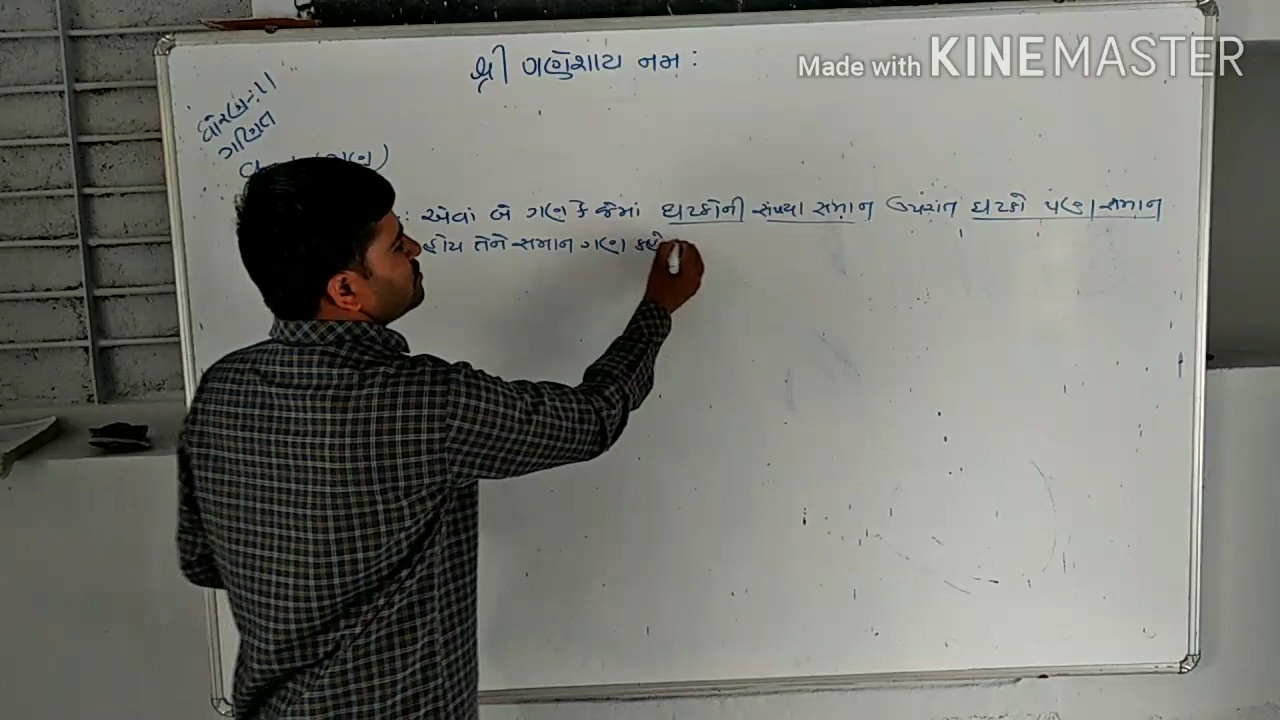 શ્રી ગણેશાય નમ :
Made with KINEMASTER
ધોરણ-11
ગણિત
: એવાં બે ગણ કે જેમાં ઘટકોની સંખ્યા સમાન ઉપરાંત ઘટકો પણ સમાન
હોય તેને સમાન ગણ કહે